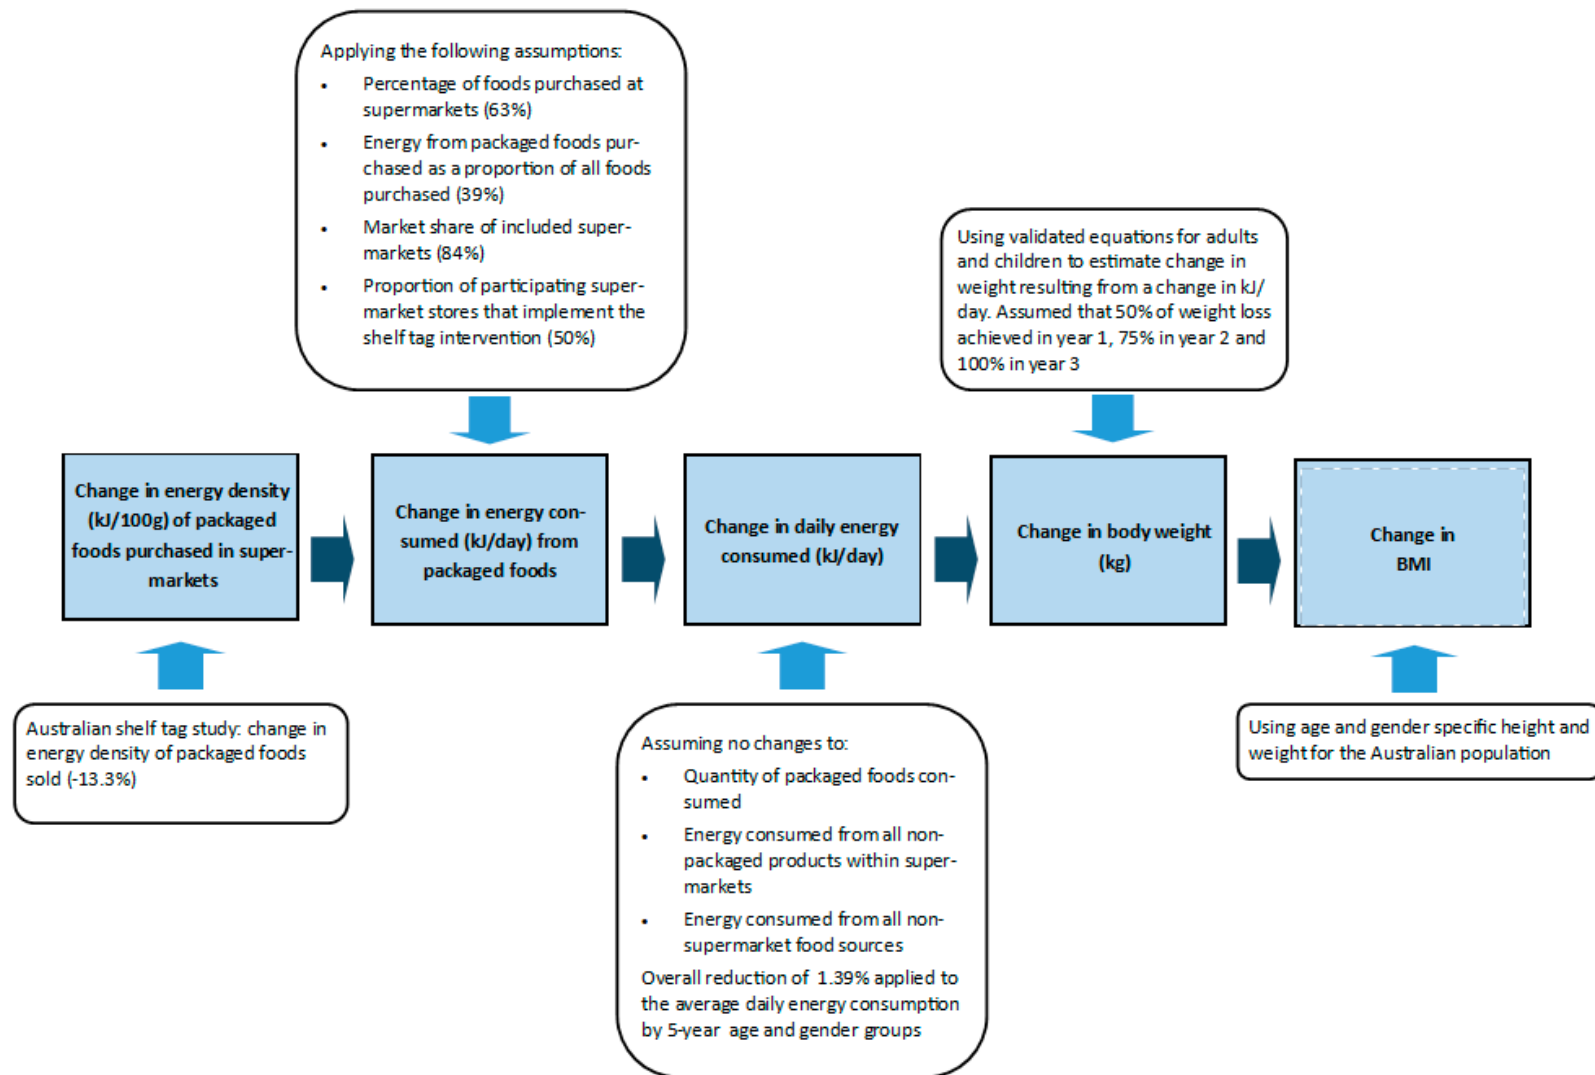 Applying the following assumptions:
• Percentage of foods purchased at
supermarkets (63%)
• Energy from packaged foods pur-
chased as a proportion of all foods
purchased (39%)
• Market share of included super-
markets (84%)
• Proportion of participating super-
market stores that implement the
shelf tag intervention (50%)
Using validated equations for adults
and children to estimate change in
weight resulting from a change in kJ/
day. Assumed that 50% of weight loss
achieved in year 1, 75% in year 2 and
100% in year 3
Change in energy density
(kJ/100g) of packaged
foods purchased in super-
markets
Change in energy con-
sumed (kJ/day) from
packaged foods
Change in daily energy
consumed (kJ/day)
Change in body weight
(kg)
Change in
BMI
Australian shelf tag study: change in
energy density of packaged foods
sold (-13.3%)
Assuming no changes to:
• Quantity of packaged foods con-
sumed
• Energy consumed from all non-
packaged products within super-
markets
• Energy consumed from all non-
supermarket food sources
Overall reduction of 1.39% applied to
the average daily energy consumption
by 5-year age and gender groups
Using age and gender specific height and
weight for the Australian population